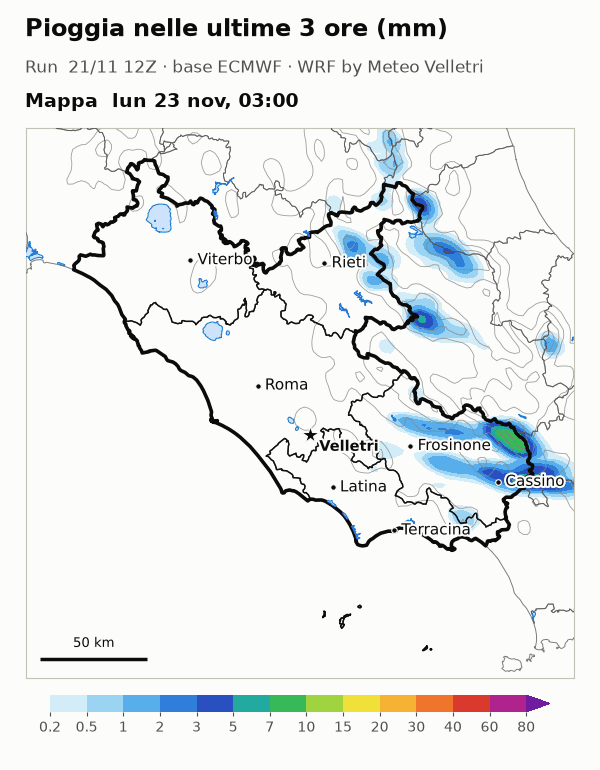 Pioggia nelle ultime 3 ore (mm)
Run 21/11 12Z · base ECMWF · WRF by Meteo Velletri
Mappa lun 23 nov, 03:00
Viterbo
Rieti
Roma
Velletri
Frosinone
Latina
Cassino
Terracina
50 km
0.2 0.5 1 2 3 5 7 10 15 20 30 40 60 80